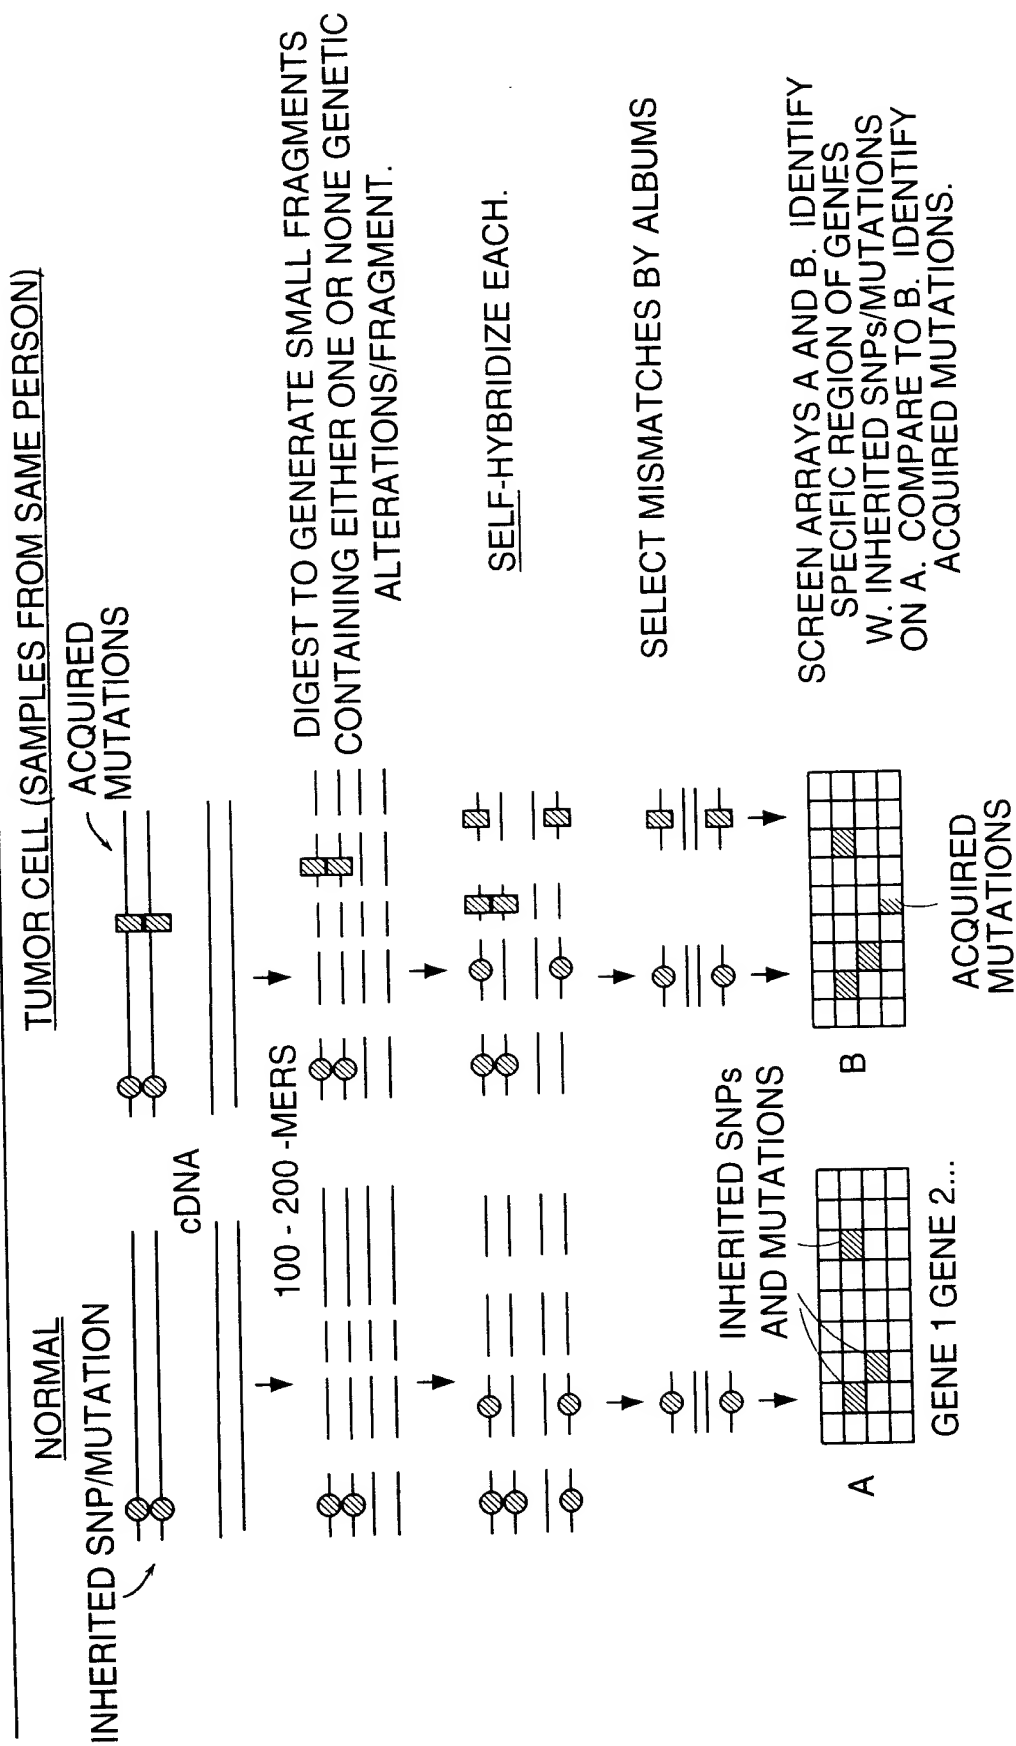 NORMAL
TUMOR CELL (SAMPLES FROM SAME PERSON)
INHERITED SNP/MUTATION
ACQUIRED
MUTATIONS
cDNA
100 - 200 -MERS
DIGEST TO GENERATE SMALL FRAGMENTS
CONTAINING EITHER ONE OR NONE GENETIC
ALTERATIONS/FRAGMENT.
SELF-HYBRIDIZE EACH.
SELECT MISMATCHES BY ALBUMS
INHERITED SNPs
AND MUTATIONS
SCREEN ARRAYS A AND B. IDENTIFY
SPECIFIC REGION OF GENES
W. INHERITED SNPs/MUTATIONS
ON A. COMPARE TO B. IDENTIFY
ACQUIRED MUTATIONS.
A
B
GENE 1 GENE 2...
ACQUIRED
MUTATIONS